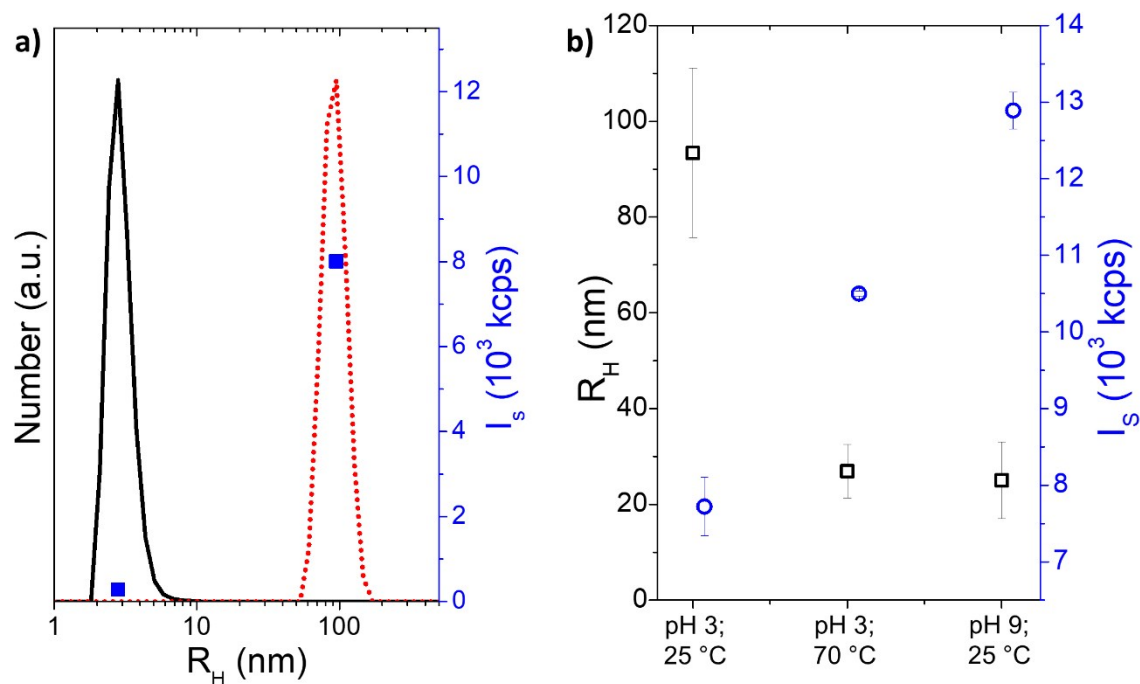 a)
Number (a.u.)
12
10
8
6
4
2
0
I_s (10^3 kcps)
1 10 100
R_H (nm)
b)
R_H (nm)
120
100
80
60
40
20
0
14
13
12
11
10
9
8
7
I_S (10^3 kcps)
pH 3; pH 3; pH 9;
25 °C 70 °C 25 °C